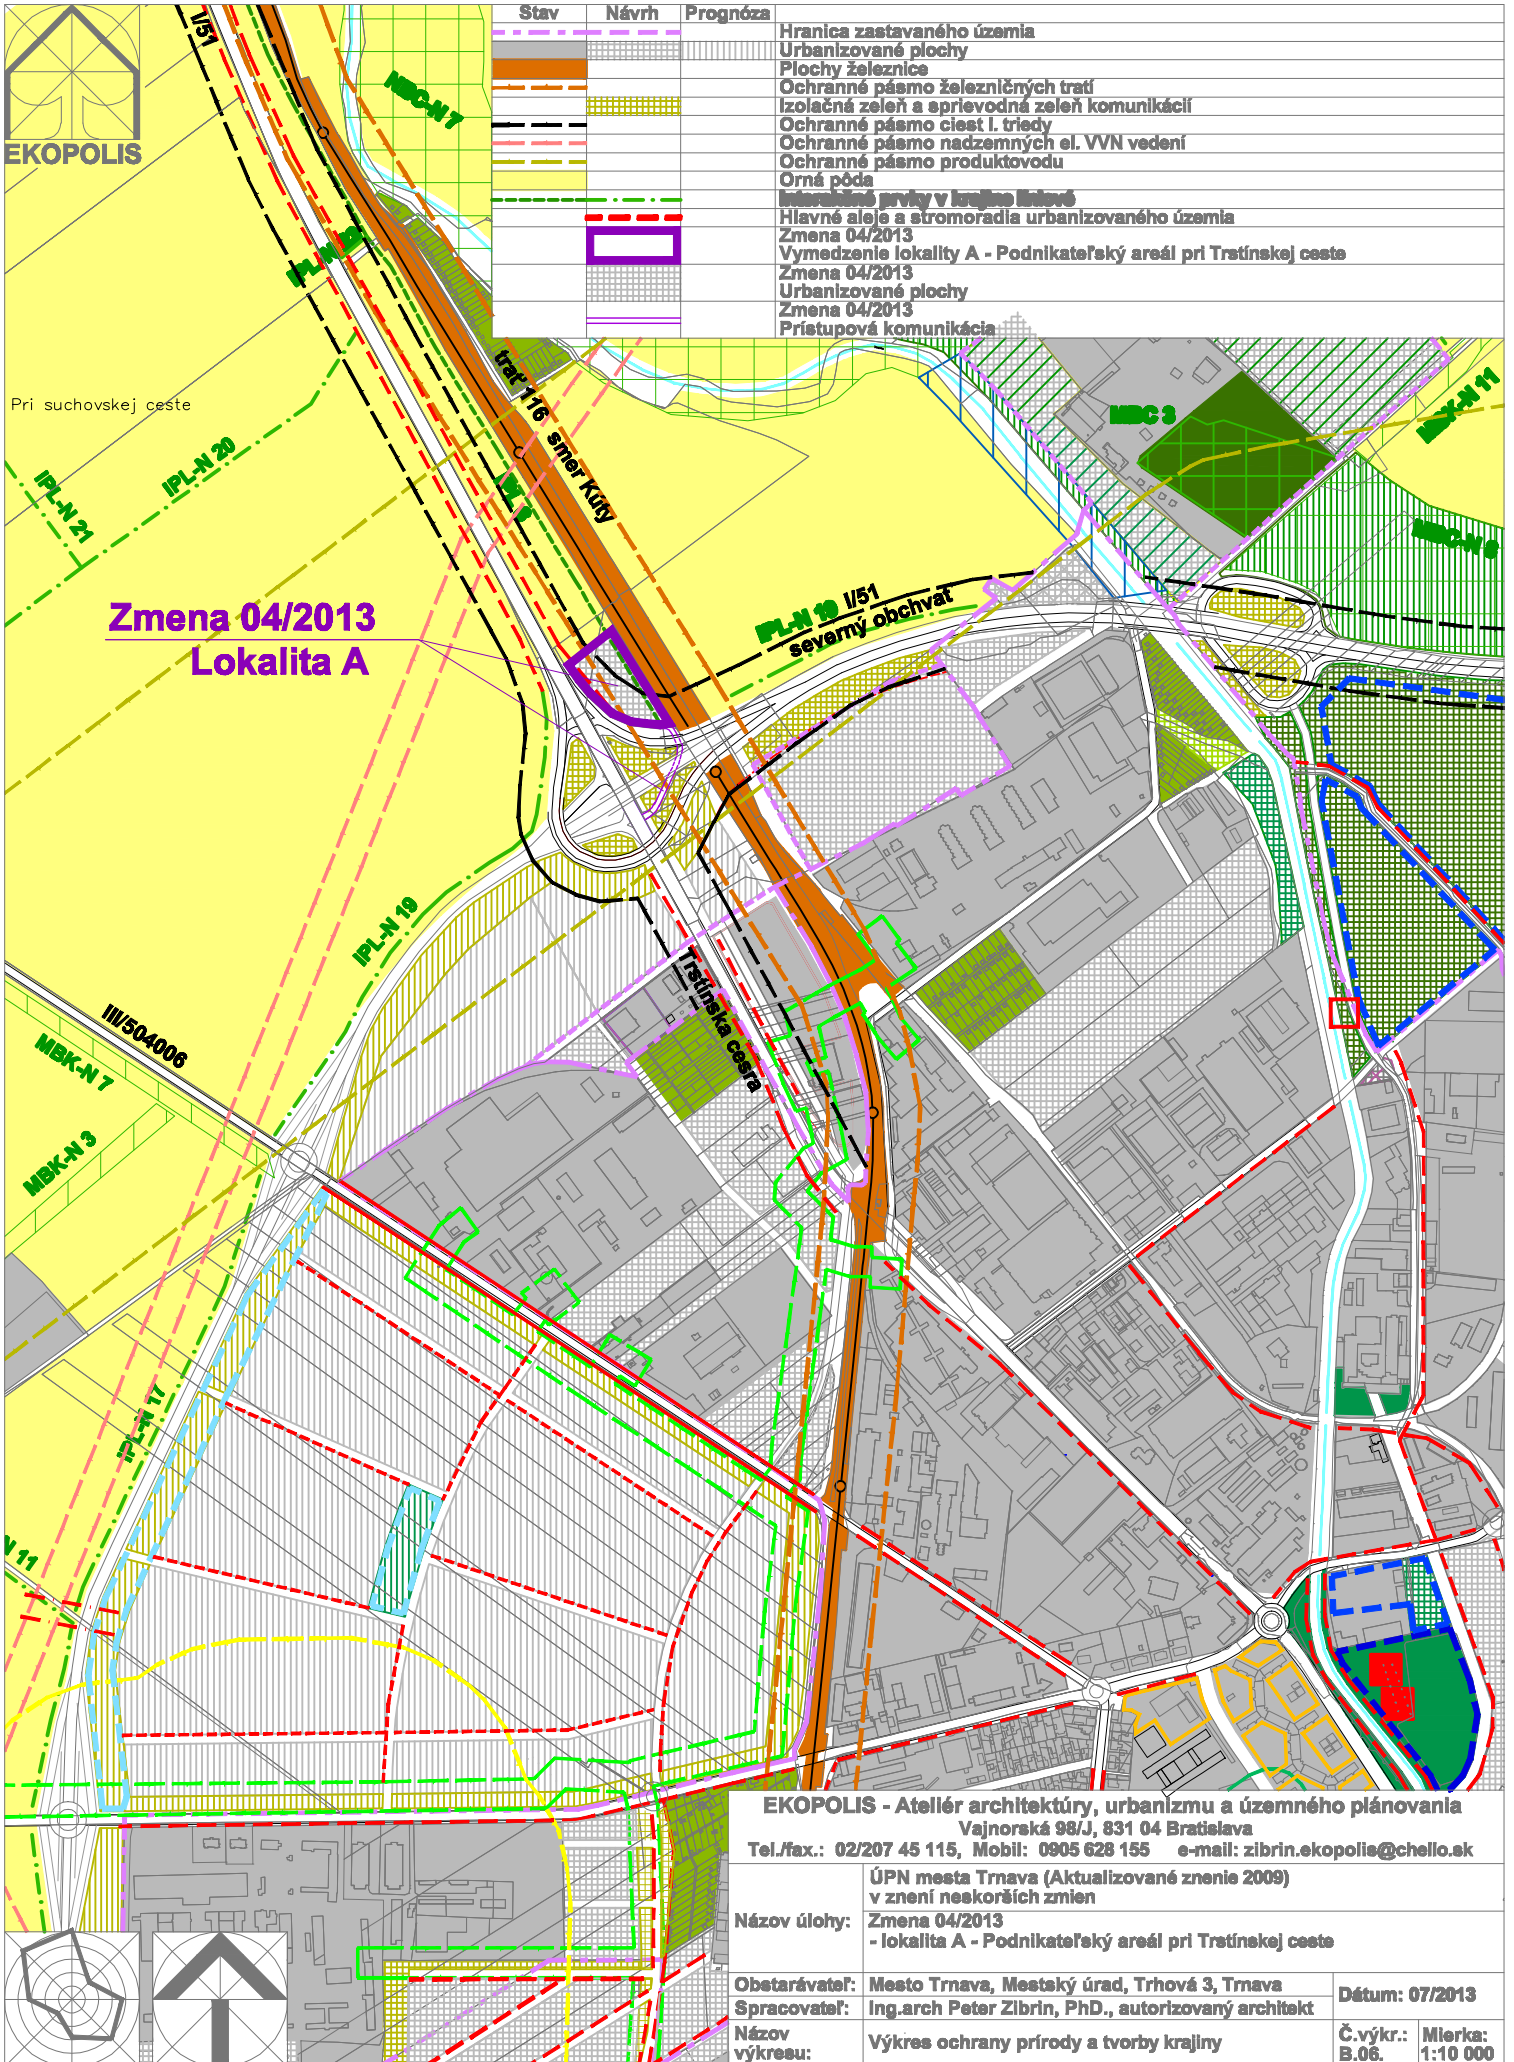 EKOPOLIS
Stav Návrh Prognóza
Hranica zastavaného územia
Urbanizované plochy
Plochy železnice
Ochranné pásmo železničných tratí
Izolačná zeleň a sprievodná zeleň komunikácií
Ochranné pásmo ciest I. triedy
Ochranné pásmo nadzemných el. VVN vedení
Ochranné pásmo produktovodu
Orná pôda
Interakčné prvky v krajine líniové
Hlavné aleje a stromoradia urbanizovaného územia
Zmena 04/2013
Vymedzenie lokality A - Podnikateľský areál pri Trstínskej ceste
Zmena 04/2013
Urbanizované plochy
Zmena 04/2013
Prístupová komunikácia
I/51
MBC-N 7
trať 116 smer Kúty
Pri suchovskej ceste
IPL-N 20
IPL-N 21
MBC 3
MBC-N 8
Zmena 04/2013
Lokalita A
IPL-N 19 I/51
severný obchvat
IPL-N 19
Trstínska cesra
III/504006
MBK-N 7
MBK-N 3
IPL-N 17
N 11
EKOPOLIS - Ateliér architektúry, urbanizmu a územného plánovania
Vajnorská 98/J, 831 04 Bratislava
Tel./fax.: 02/207 45 115, Mobil: 0905 628 155 e-mail: zibrin.ekopolis@chello.sk
ÚPN mesta Trnava (Aktualizované znenie 2009)
v znení neskorších zmien
Názov úlohy: Zmena 04/2013
- lokalita A - Podnikateľský areál pri Trstínskej ceste
Obstarávateľ: Mesto Trnava, Mestský úrad, Trhová 3, Trnava
Dátum: 07/2013
Spracovateľ: Ing.arch Peter Zibrin, PhD., autorizovaný architekt
Názov
výkresu:
Výkres ochrany prírody a tvorby krajiny
Č.výkr.:
B.06.
Mierka:
1:10 000